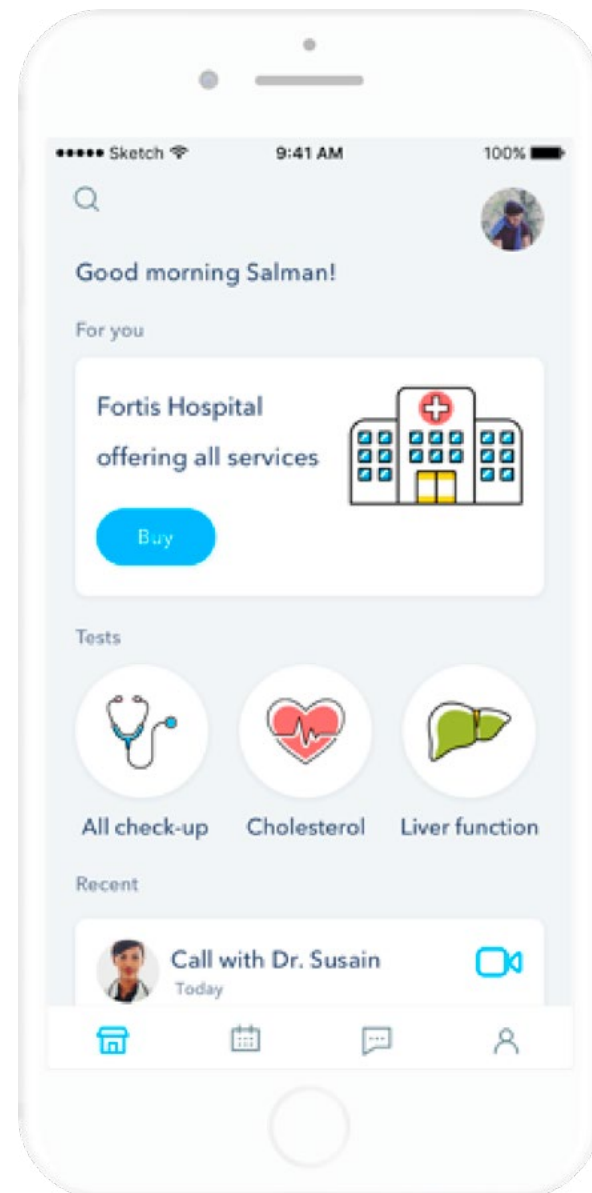 Sketch 9:41 AM 100%
Good morning Salman!
For you
Fortis Hospital
offering all services
Buy
Tests
All check-up Cholesterol Liver function
Recent
Call with Dr. Susain
Today